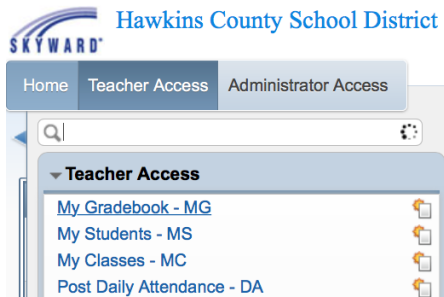 Hawkins County School District
SKYWARD®
Home Teacher Access Administrator Access
Teacher Access
My Gradebook - MG
My Students - MS
My Classes - MC
Post Daily Attendance - DA